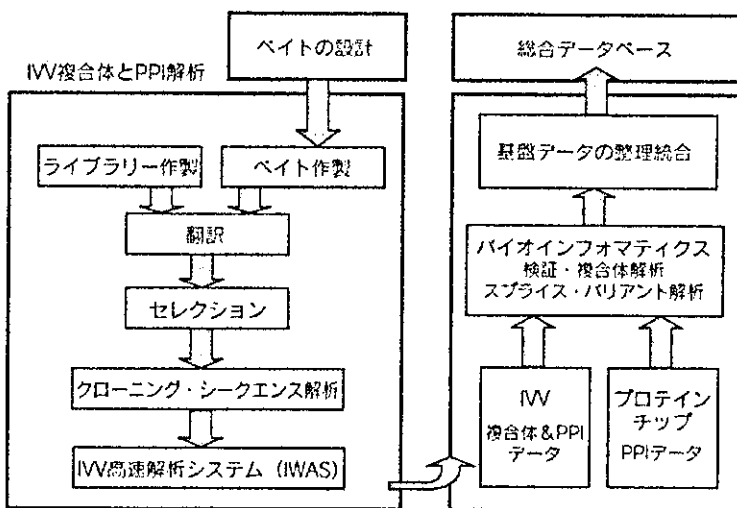 ベイトの設計
IVV複合体とPPI解析
ライブラリー作製
ベイト作製
翻訳
セレクション
クローニング・シークエンス解析
IVV高速解析システム（IWAS）
総合データベース
基盤データの整理統合
バイオインフォマティクス
検証・複合体解析
スプライス・バリアント解析
IVV
複合体&PPI
データ
プロテイン
チップ
PPIデータ